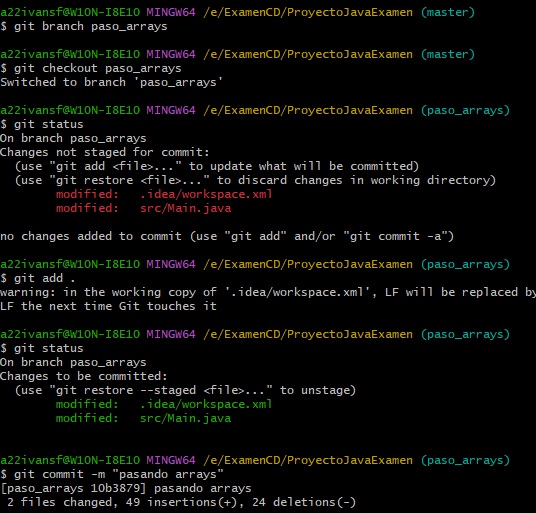 a22ivansf@W10N-I8E10 MINGW64 /e/ExamenCD/ProyectoJavaExamen (master)
$ git branch paso_arrays
a22ivansf@W10N-I8E10 MINGW64 /e/ExamenCD/ProyectoJavaExamen (master)
$ git checkout paso_arrays
Switched to branch 'paso_arrays'
a22ivansf@W10N-I8E10 MINGW64 /e/ExamenCD/ProyectoJavaExamen (paso_arrays)
$ git status
On branch paso_arrays
Changes not staged for commit:
  (use "git add <file>..." to update what will be committed)
  (use "git restore <file>..." to discard changes in working directory)
        modified:   .idea/workspace.xml
        modified:   src/Main.java
no changes added to commit (use "git add" and/or "git commit -a")
a22ivansf@W10N-I8E10 MINGW64 /e/ExamenCD/ProyectoJavaExamen (paso_arrays)
$ git add .
warning: in the working copy of '.idea/workspace.xml', LF will be replaced by
LF the next time Git touches it
a22ivansf@W10N-I8E10 MINGW64 /e/ExamenCD/ProyectoJavaExamen (paso_arrays)
$ git status
On branch paso_arrays
Changes to be committed:
  (use "git restore --staged <file>..." to unstage)
        modified:   .idea/workspace.xml
        modified:   src/Main.java
a22ivansf@W10N-I8E10 MINGW64 /e/ExamenCD/ProyectoJavaExamen (paso_arrays)
$ git commit -m "pasando arrays"
[paso_arrays 10b3879] pasando arrays
 2 files changed, 49 insertions(+), 24 deletions(-)